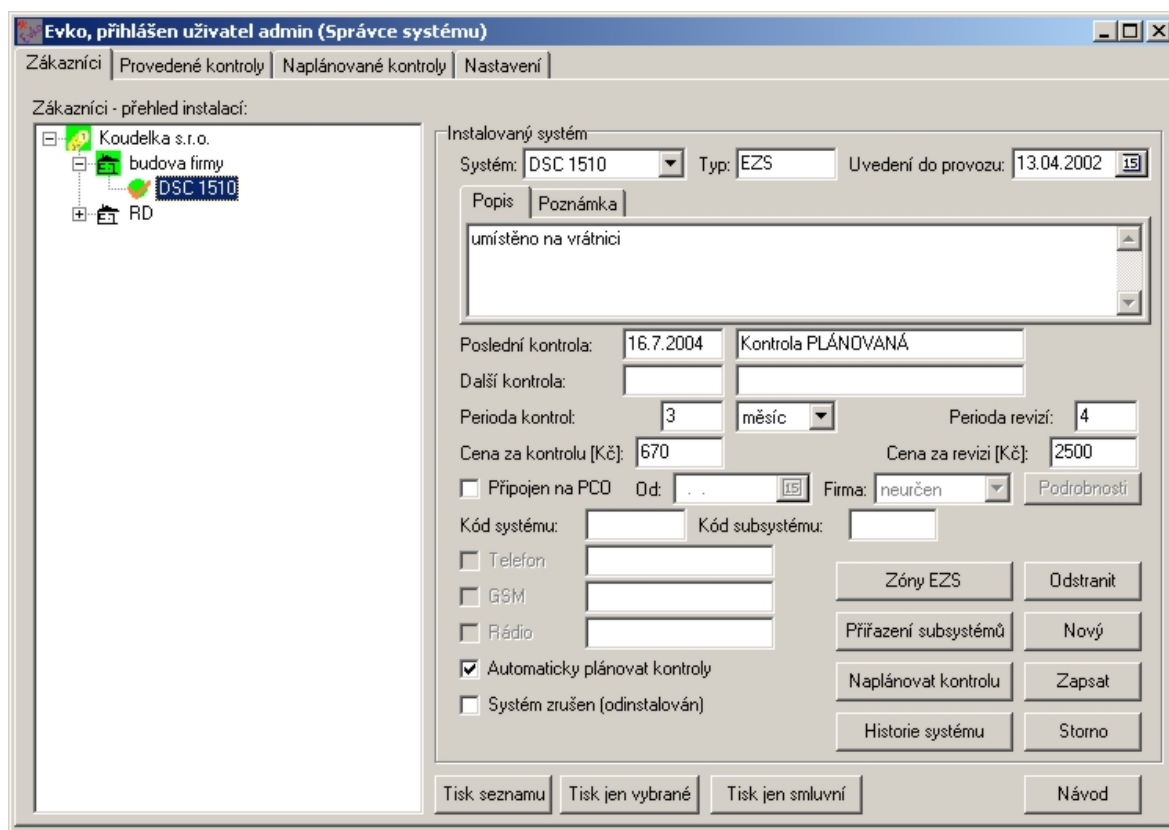 Evko, přihlášen uživatel admin (Správce systému)
Zákazníci Provedené kontroly Naplánované kontroly Nastavení
Zákazníci - přehled instalací:
Koudelka s.r.o.
budova firmy
DSC 1510
RD
Instalovaný systém
Systém: DSC 1510 Typ: EZS Uvedení do provozu: 13.04.2002 15
Popis Poznámka
umístěno na vrátnici
Poslední kontrola: 16.7.2004 Kontrola PLÁNOVANÁ
Další kontrola:
Perioda kontrol: 3 měsíc Perioda revizí: 4
Cena za kontrolu [Kč]: 670 Cena za revizi [Kč]: 2500
Připojen na PCO Od: . . 15 Firma: neurčen Podrobnosti
Kód systému: Kód subsystému:
Telefon
GSM
Rádio
Automaticky plánovat kontroly
Systém zrušen (odinstalován)
Zóny EZS Odstranit
Přiřazení subsystémů Nový
Naplánovat kontrolu Zapsat
Historie systému Storno
Tisk seznamu Tisk jen vybrané Tisk jen smluvní Návod